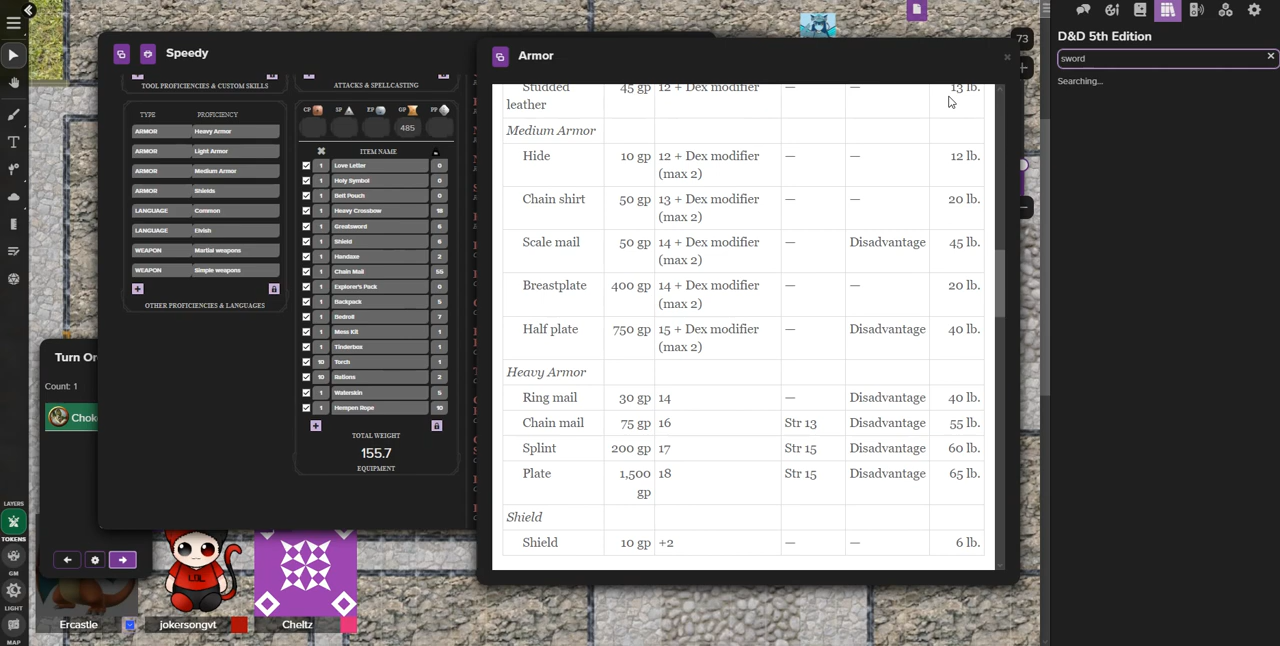 Speedy
TOOL PROFICIENCIES & CUSTOM SKILLS
ATTACKS & SPELLCASTING
TYPE PROFICIENCY
ARMOR Heavy Armor
ARMOR Light Armor
ARMOR Medium Armor
ARMOR Shields
LANGUAGE Common
LANGUAGE Elvish
WEAPON Martial weapons
WEAPON Simple weapons
OTHER PROFICIENCIES & LANGUAGES
CP SP EP GP PP
485
ITEM NAME
1 Love Letter 0
1 Holy Symbol 0
1 Belt Pouch 0
1 Heavy Crossbow 18
1 Greatsword 6
1 Shield 6
1 Handaxe 2
1 Chain Mail 55
1 Explorer's Pack 0
1 Backpack 5
1 Bedroll 7
1 Mess Kit 1
1 Tinderbox 1
10 Torch 1
10 Rations 2
1 Waterskin 5
1 Hempen Rope 10
TOTAL WEIGHT
155.7
EQUIPMENT
Turn Or
Count: 1
Chok
Armor
Studded leather 45 gp 12 + Dex modifier — — 13 lb.
Medium Armor
Hide 10 gp 12 + Dex modifier (max 2) — — 12 lb.
Chain shirt 50 gp 13 + Dex modifier (max 2) — — 20 lb.
Scale mail 50 gp 14 + Dex modifier (max 2) — Disadvantage 45 lb.
Breastplate 400 gp 14 + Dex modifier (max 2) — — 20 lb.
Half plate 750 gp 15 + Dex modifier (max 2) — Disadvantage 40 lb.
Heavy Armor
Ring mail 30 gp 14 — Disadvantage 40 lb.
Chain mail 75 gp 16 Str 13 Disadvantage 55 lb.
Splint 200 gp 17 Str 15 Disadvantage 60 lb.
Plate 1,500 gp 18 Str 15 Disadvantage 65 lb.
Shield
Shield 10 gp +2 — — 6 lb.
73
D&D 5th Edition
sword
Searching...
LAYERS
TOKENS
GM
LIGHT
MAP
LOL
Ercastle
jokersongvt
Cheltz